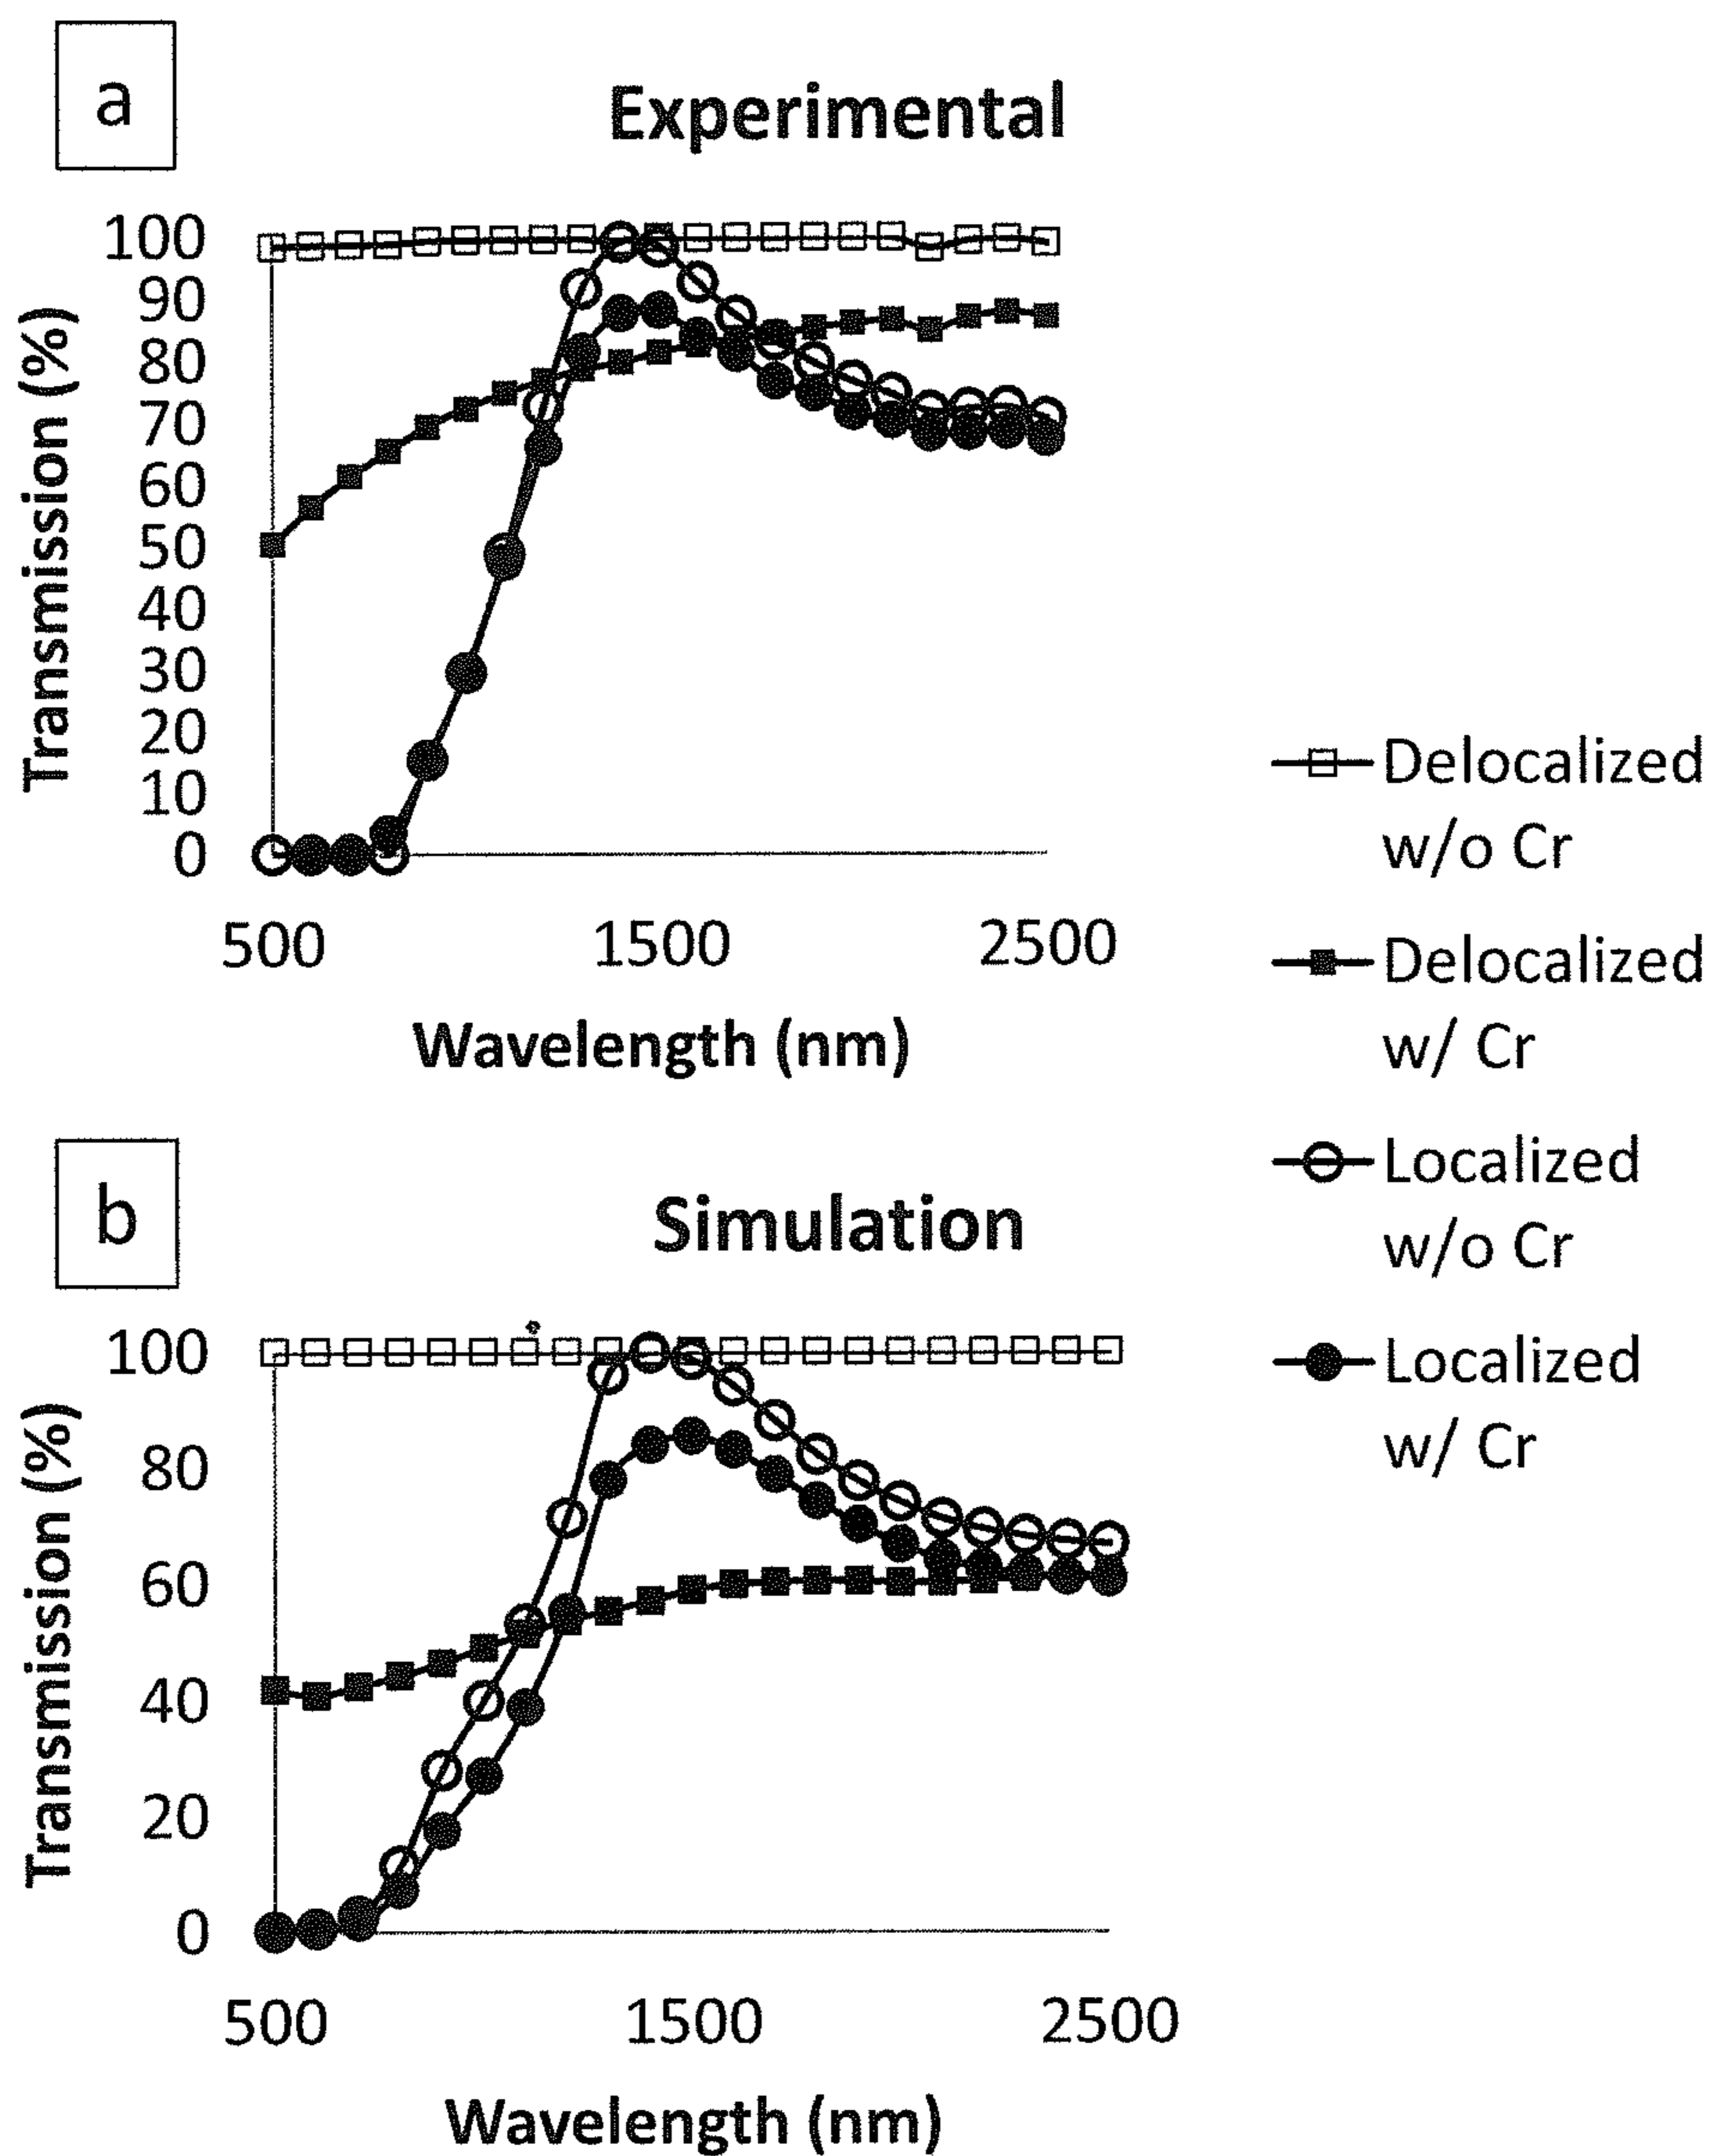 a
Experimental
100
90
80
70
60
50
40
30
20
10
0
Transmission (%)
500 1500 2500
Wavelength (nm)
Delocalized
w/o Cr
Delocalized
w/ Cr
Localized
w/o Cr
Localized
w/ Cr
b
Simulation
100
80
60
40
20
0
Transmission (%)
500 1500 2500
Wavelength (nm)